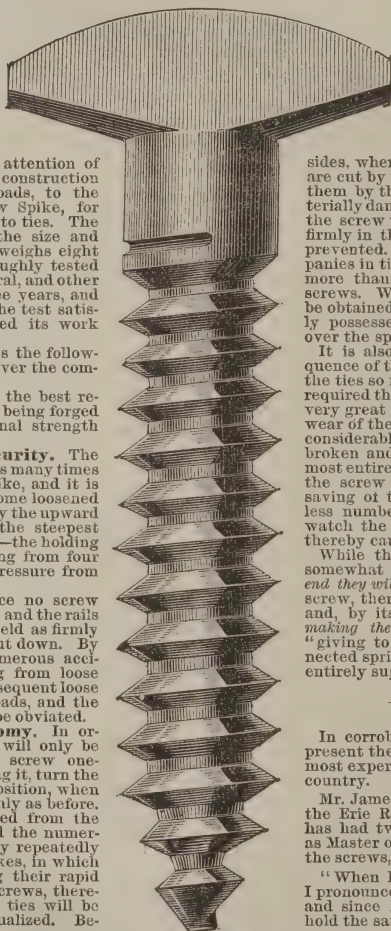 attention of
construction
oads, to the
w Spike, for
to ties. The
the size and
weighs eight
oughly tested
ral, and other
ee years, and
he test satis-
ed its work
s the follow-
ver the com-
the best re-
being forged
nal strength
urity. The
s many times
ike, and it is
ome loosened
y the upward
the steepest
—the holding
ng from four
ressure from
ce no screw
and the rails
eld as firmly
ut down. By
merous acci-
g from loose
sequent loose
oads, and the
be obviated.
omy. In or-
will only be
screw one-
ng it, turn the
osition, when
nly as before.
ed from the
d the numer-
y repeatedly
kes, in which
g their rapid
crews, there-
ties will be
ualized. Be-
sides, when
are cut by
them by th
terially dam
the screw
firmly in th
prevented.
panies in ti
more than
screws. W
be obtained
ly possesse
over the sp
It is also
quence of t
the ties so
required th
very great
wear of the
considerabl
broken and
most entire
the screw
saving of t
less numbe
watch the
thereby cau
While th
somewhat
end they wil
screw, ther
and, by its
making the
"giving to
nected spri
entirely su
In corrob
present the
most exper
country.
Mr. Jame
the Erie R
has had tw
as Master o
the screws,
"When I
I pronounce
and since
hold the sa